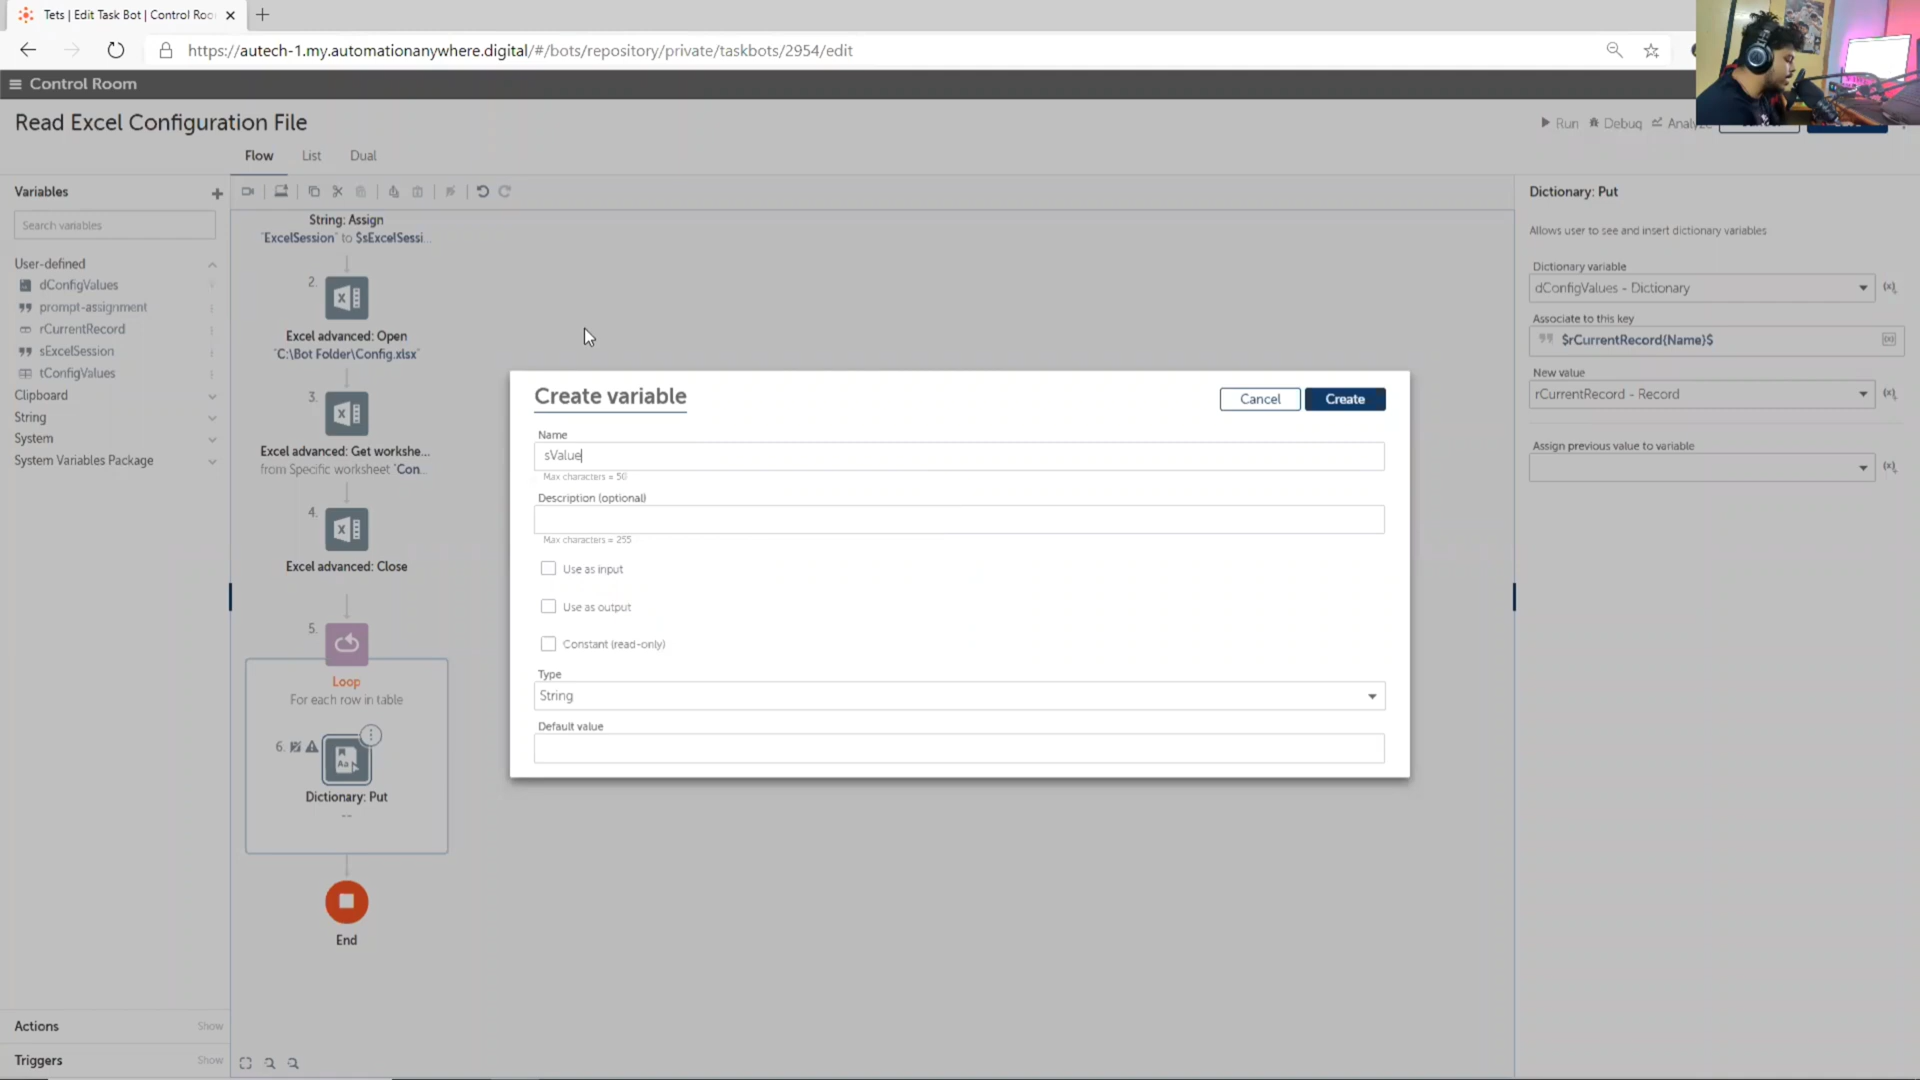 Tets | Edit Task Bot | Control Roo
https://autech-1.my.automationanywhere.digital/#/bots/repository/private/taskbots/2954/edit
Control Room
Read Excel Configuration File
Run
Debug
Analyze
Flow
List
Dual
Variables
Search variables
User-defined
dConfigValues
prompt-assignment
rCurrentRecord
sExcelSession
tConfigValues
Clipboard
String
System
System Variables Package
Actions
Show
Triggers
Show
String: Assign
"ExcelSession" to $sExcelSessi...
2.
Excel advanced: Open
"C:\Bot Folder\Config.xlsx"
3.
Excel advanced: Get workshe...
from Specific worksheet "Con...
4.
Excel advanced: Close
5.
Loop
For each row in table
6.
Aa
Dictionary: Put
--
End
Create variable
Cancel
Create
Name
sValue
Max characters = 50
Description (optional)
Max characters = 255
Use as input
Use as output
Constant (read-only)
Type
String
Default value
Dictionary: Put
Allows user to see and insert dictionary variables
Dictionary variable
dConfigValues - Dictionary
(x)
Associate to this key
$rCurrentRecord{Name}$
(x)
New value
rCurrentRecord - Record
(x)
Assign previous value to variable
(x)